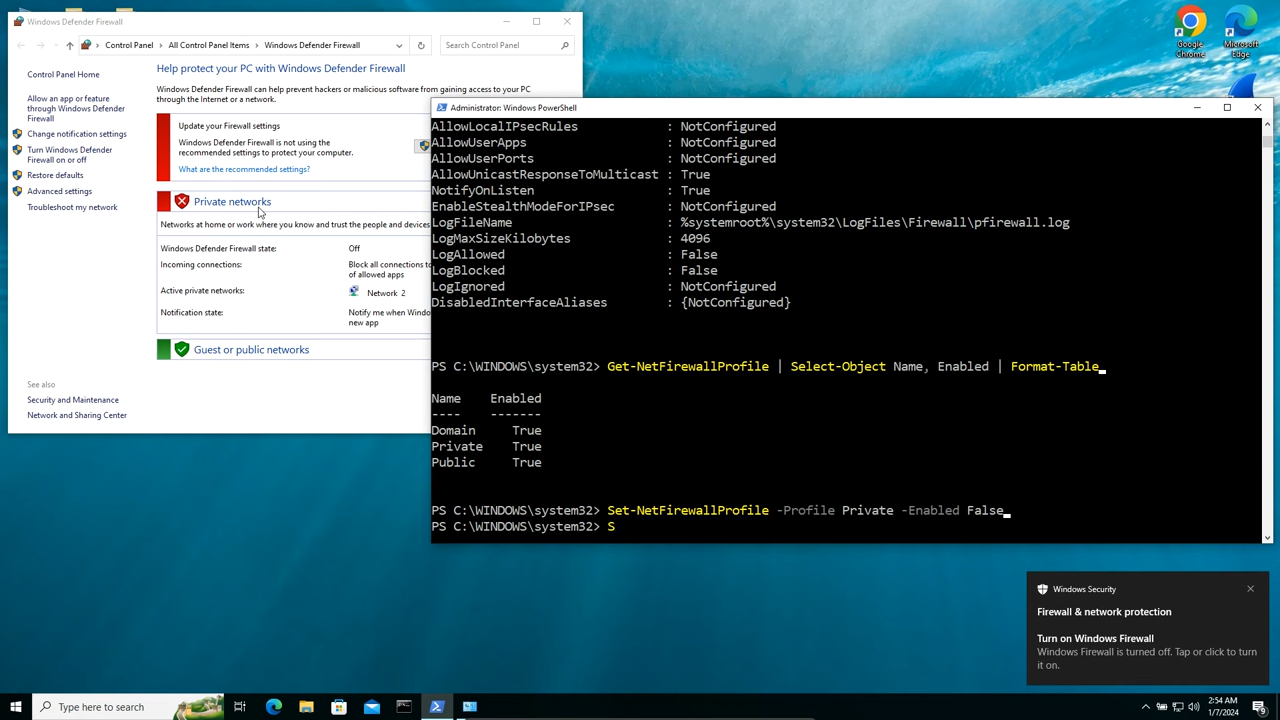 Windows Defender Firewall
Control Panel > All Control Panel Items > Windows Defender Firewall
Search Control Panel
Control Panel Home
Allow an app or feature
through Windows Defender
Firewall
Change notification settings
Turn Windows Defender
Firewall on or off
Restore defaults
Advanced settings
Troubleshoot my network
See also
Security and Maintenance
Network and Sharing Center
Help protect your PC with Windows Defender Firewall
Windows Defender Firewall can help prevent hackers or malicious software from gaining access to your PC
through the Internet or a network.
Update your Firewall settings
Windows Defender Firewall is not using the
recommended settings to protect your computer.
What are the recommended settings?
Private networks
Networks at home or work where you know and trust the people and devices
Windows Defender Firewall state: Off
Incoming connections: Block all connections to
of allowed apps
Active private networks: Network 2
Notification state: Notify me when Windo
new app
Guest or public networks
Google
Chrome
Microsoft
Edge
Administrator: Windows PowerShell
AllowLocalIPsecRules : NotConfigured
AllowUserApps : NotConfigured
AllowUserPorts : NotConfigured
AllowUnicastResponseToMulticast : True
NotifyOnListen : True
EnableStealthModeForIPsec : NotConfigured
LogFileName : %systemroot%\system32\LogFiles\Firewall\pfirewall.log
LogMaxSizeKilobytes : 4096
LogAllowed : False
LogBlocked : False
LogIgnored : NotConfigured
DisabledInterfaceAliases : {NotConfigured}
PS C:\WINDOWS\system32> Get-NetFirewallProfile | Select-Object Name, Enabled | Format-Table
Name Enabled
---- -------
Domain True
Private True
Public True
PS C:\WINDOWS\system32> Set-NetFirewallProfile -Profile Private -Enabled False
PS C:\WINDOWS\system32> S
Windows Security
Firewall & network protection
Turn on Windows Firewall
Windows Firewall is turned off. Tap or click to turn
it on.
Type here to search
2:54 AM
1/7/2024
9